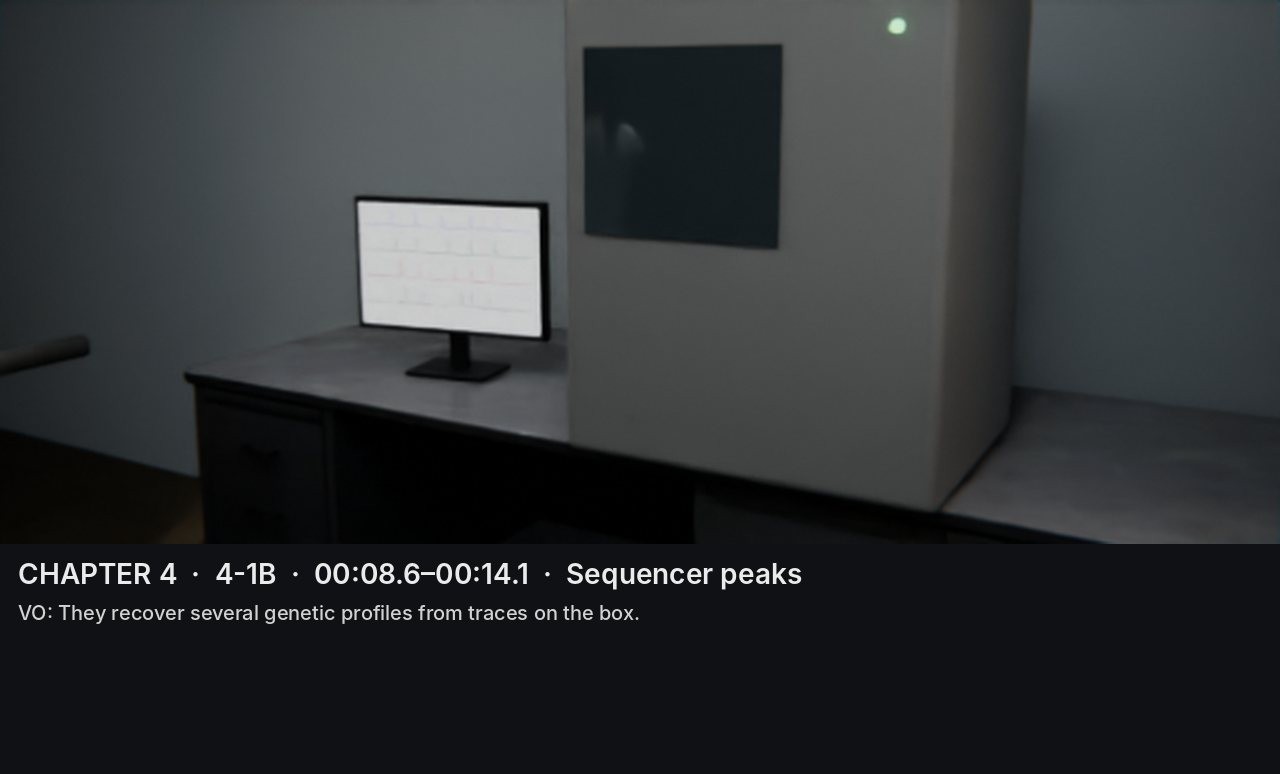 CHAPTER 4 · 4-1B · 00:08.6–00:14.1 · Sequencer peaks
VO: They recover several genetic profiles from traces on the box.